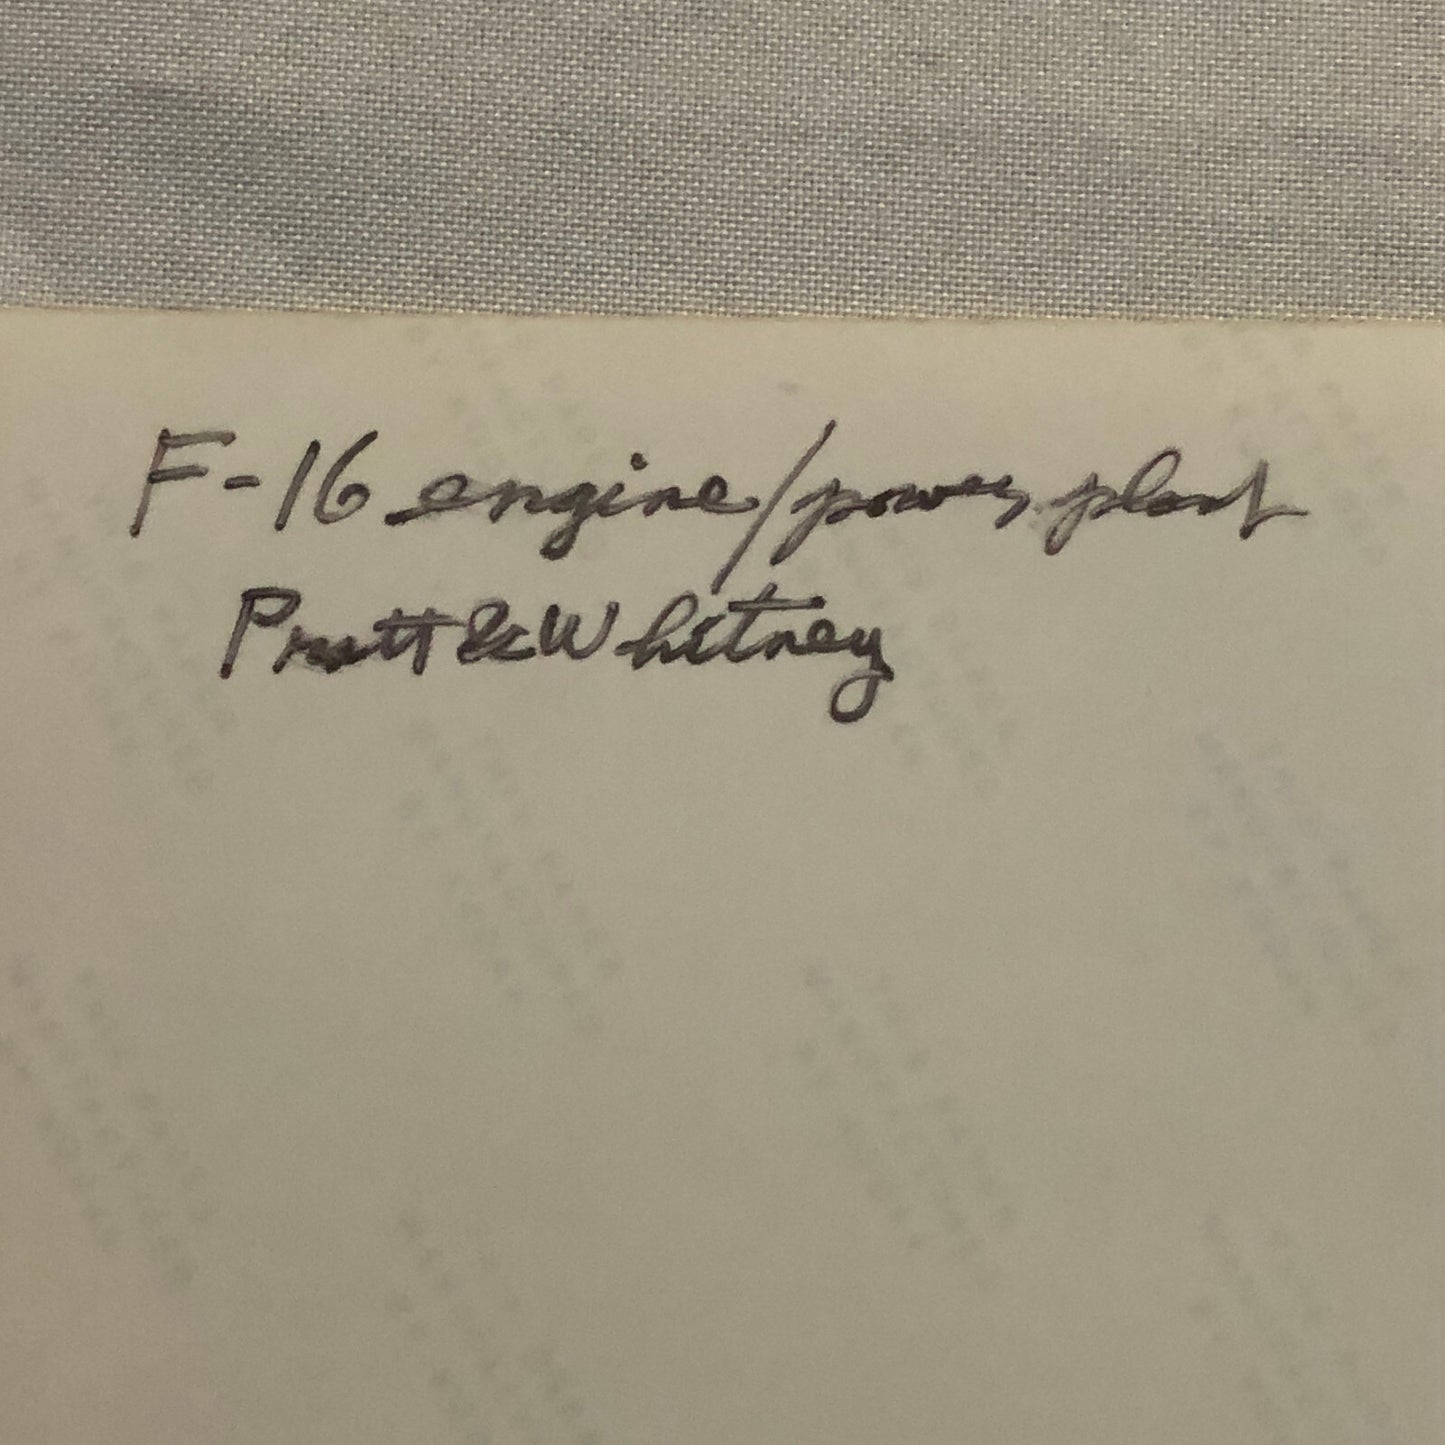 F-16 engine/power plant
Pratt & Whitney